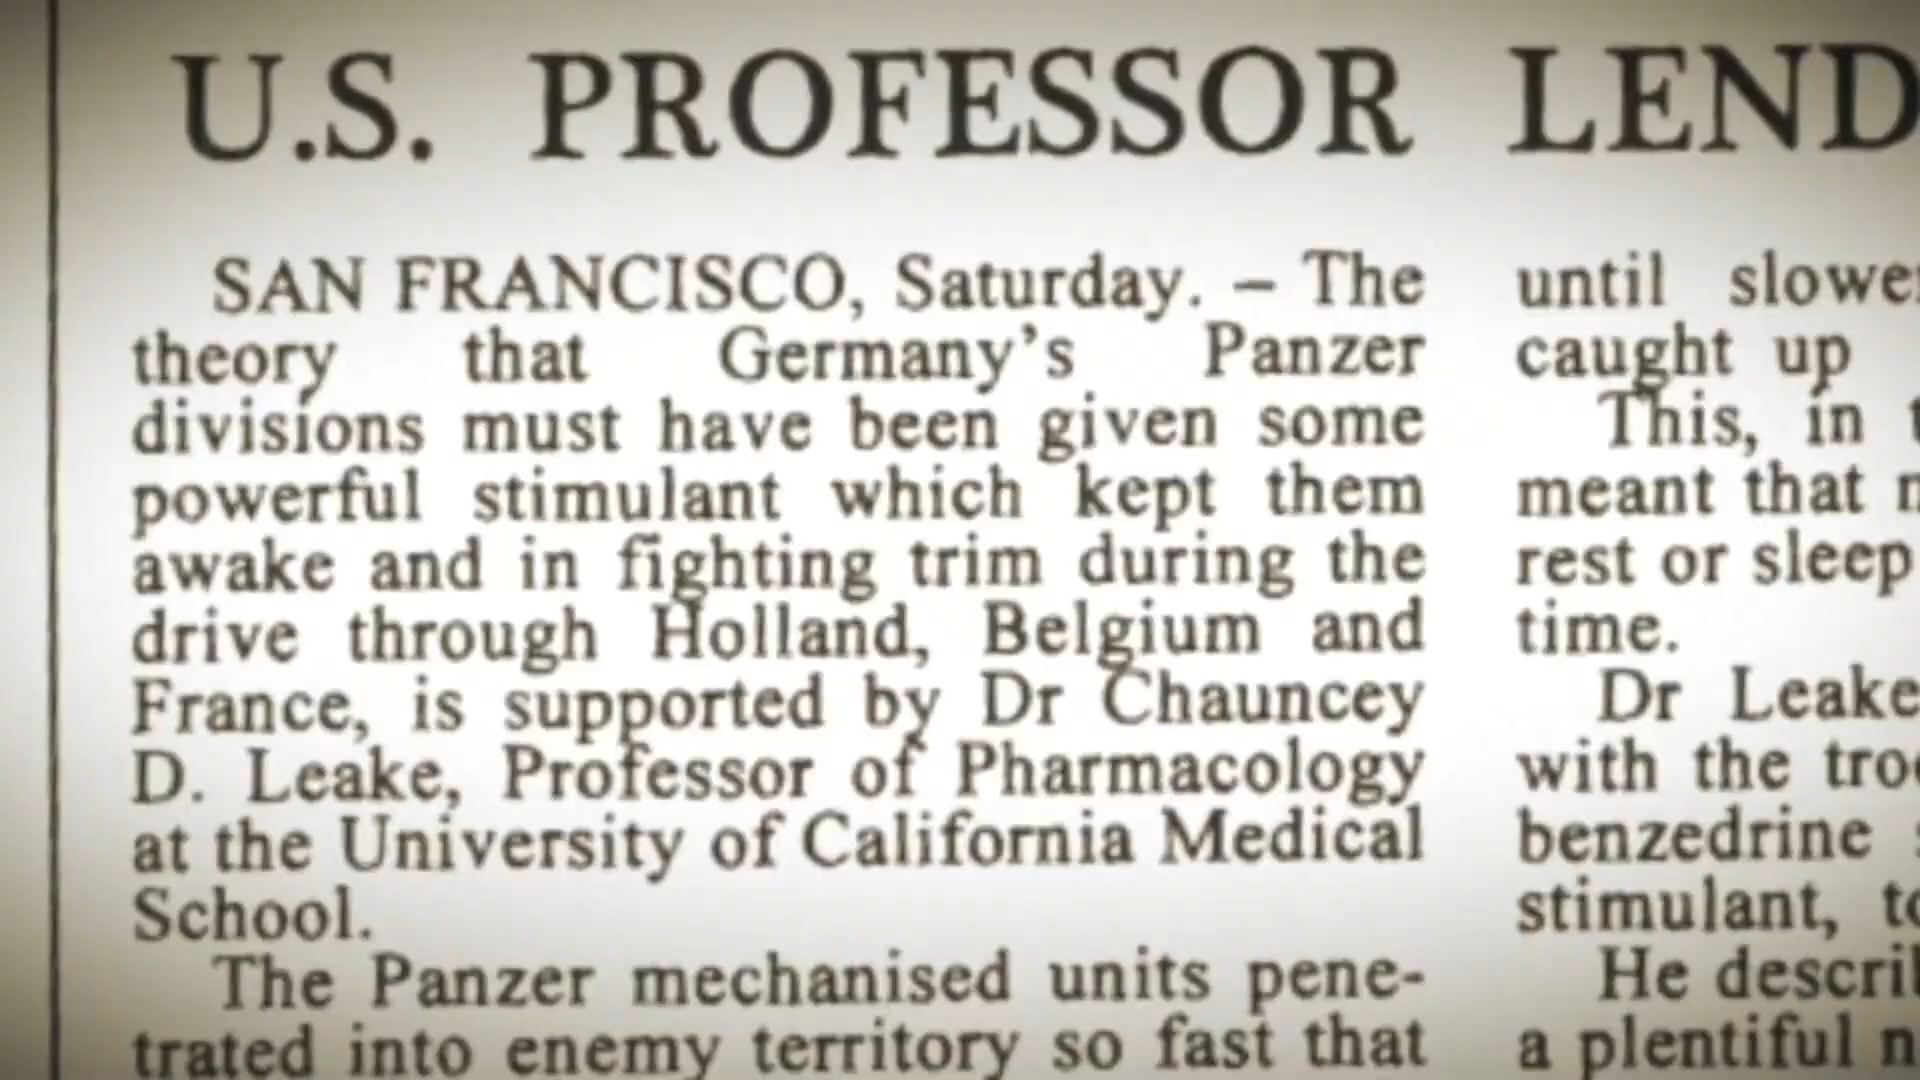 U.S. PROFESSOR LEND
SAN FRANCISCO, Saturday. – The
theory that Germany's Panzer
divisions must have been given some
powerful stimulant which kept them
awake and in fighting trim during the
drive through Holland, Belgium and
France, is supported by Dr Chauncey
D. Leake, Professor of Pharmacology
at the University of California Medical
School.
The Panzer mechanised units pene-
trated into enemy territory so fast that
until
caught up
This, in
meant that
rest or sleep
time.
Dr Leake
with the
benzedrine
stimulant,
He
a plentiful